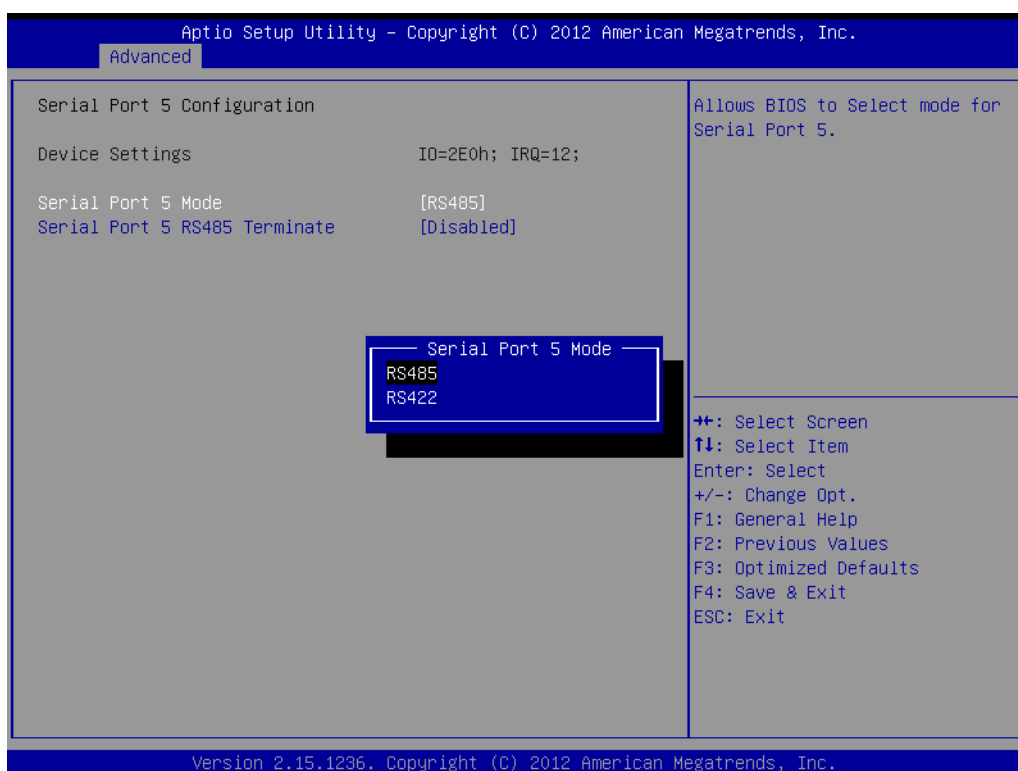 Aptio Setup Utility – Copyright (C) 2012 American Megatrends, Inc.
Advanced
Serial Port 5 Configuration
Device Settings IO=2E0h; IRQ=12;
Serial Port 5 Mode [RS485]
Serial Port 5 RS485 Terminate [Disabled]
Serial Port 5 Mode
RS485
RS422
Allows BIOS to Select mode for
Serial Port 5.
→←: Select Screen
↑↓: Select Item
Enter: Select
+/-: Change Opt.
F1: General Help
F2: Previous Values
F3: Optimized Defaults
F4: Save & Exit
ESC: Exit
Version 2.15.1236. Copyright (C) 2012 American Megatrends, Inc.